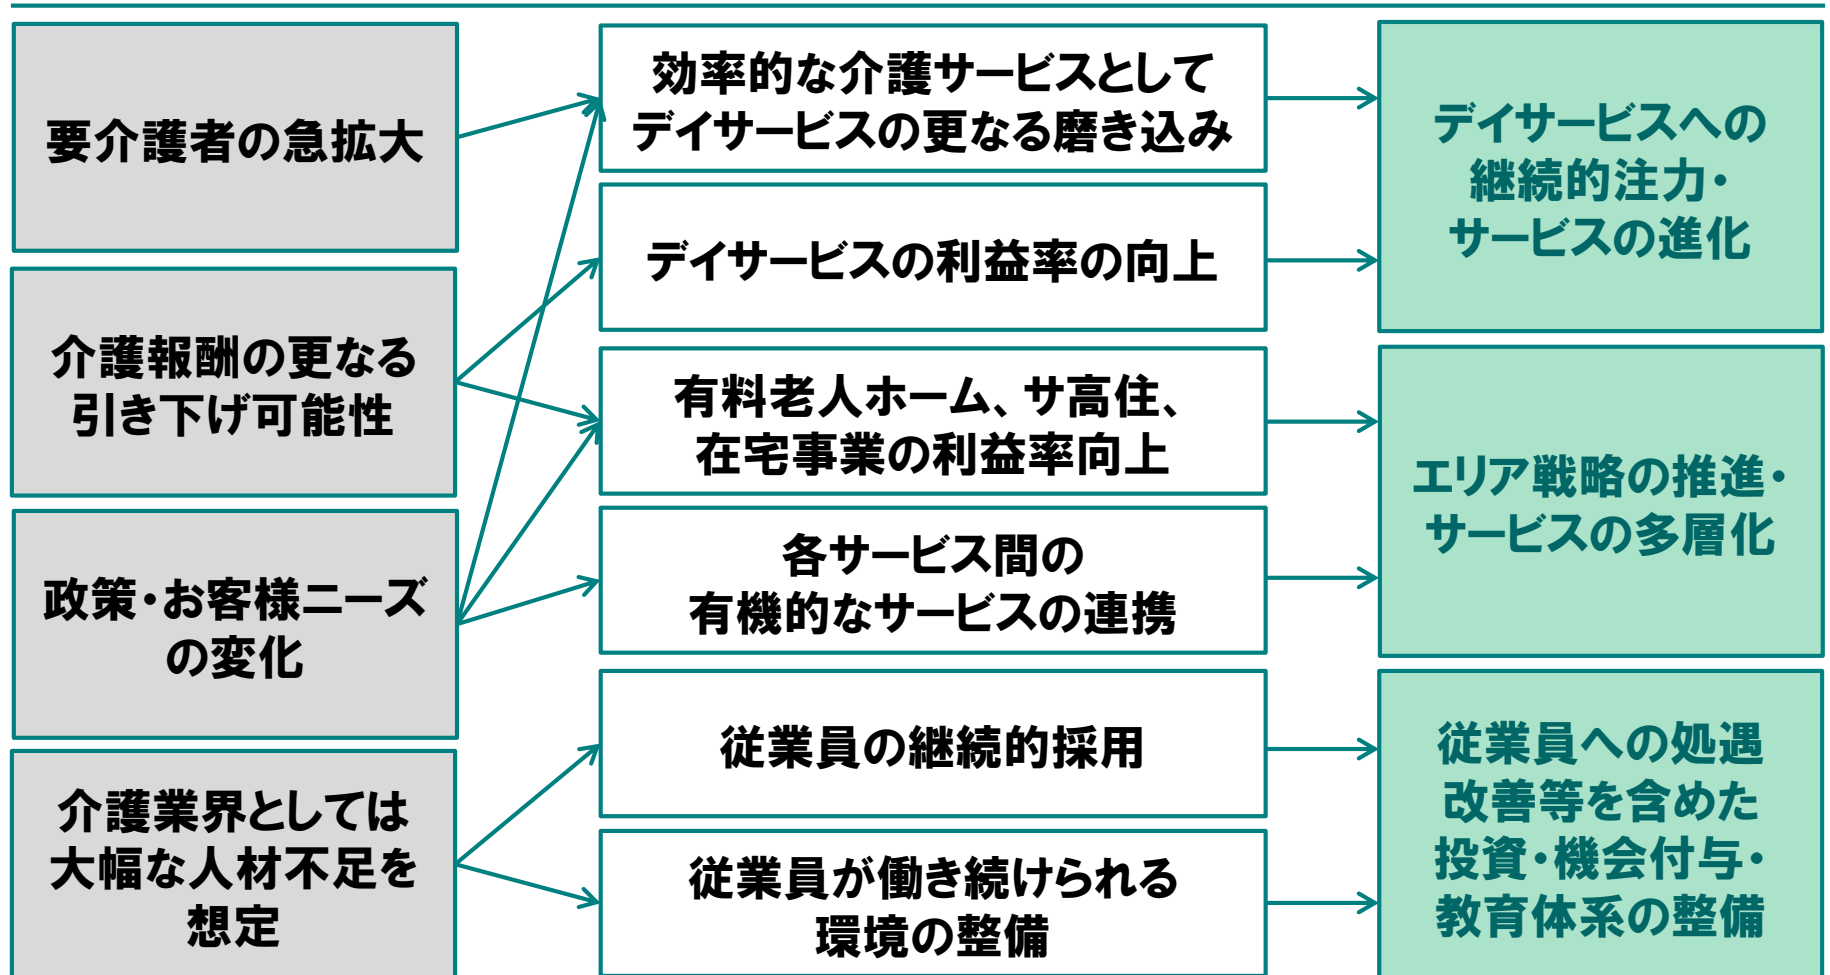 要介護者の急拡大
介護報酬の更なる
引き下げ可能性
政策・お客様ニーズ
の変化
介護業界としては
大幅な人材不足を
想定
効率的な介護サービスとして
デイサービスの更なる磨き込み
デイサービスの利益率の向上
有料老人ホーム、サ高住、
在宅事業の利益率向上
各サービス間の
有機的なサービスの連携
従業員の継続的採用
従業員が働き続けられる
環境の整備
デイサービスへの
継続的注力・
サービスの進化
エリア戦略の推進・
サービスの多層化
従業員への処遇
改善等を含めた
投資・機会付与・
教育体系の整備